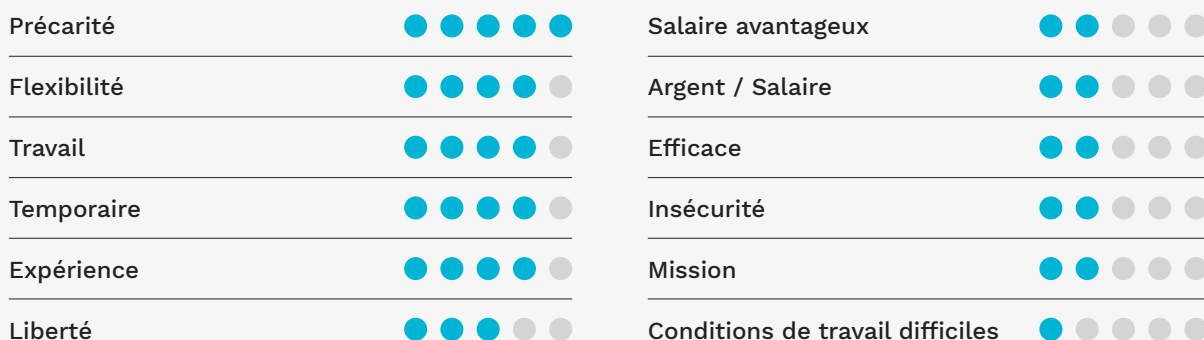 Précarité
Flexibilité
Travail
Temporaire
Expérience
Liberté
Salaire avantageux
Argent / Salaire
Efficace
Insécurité
Mission
Conditions de travail difficiles